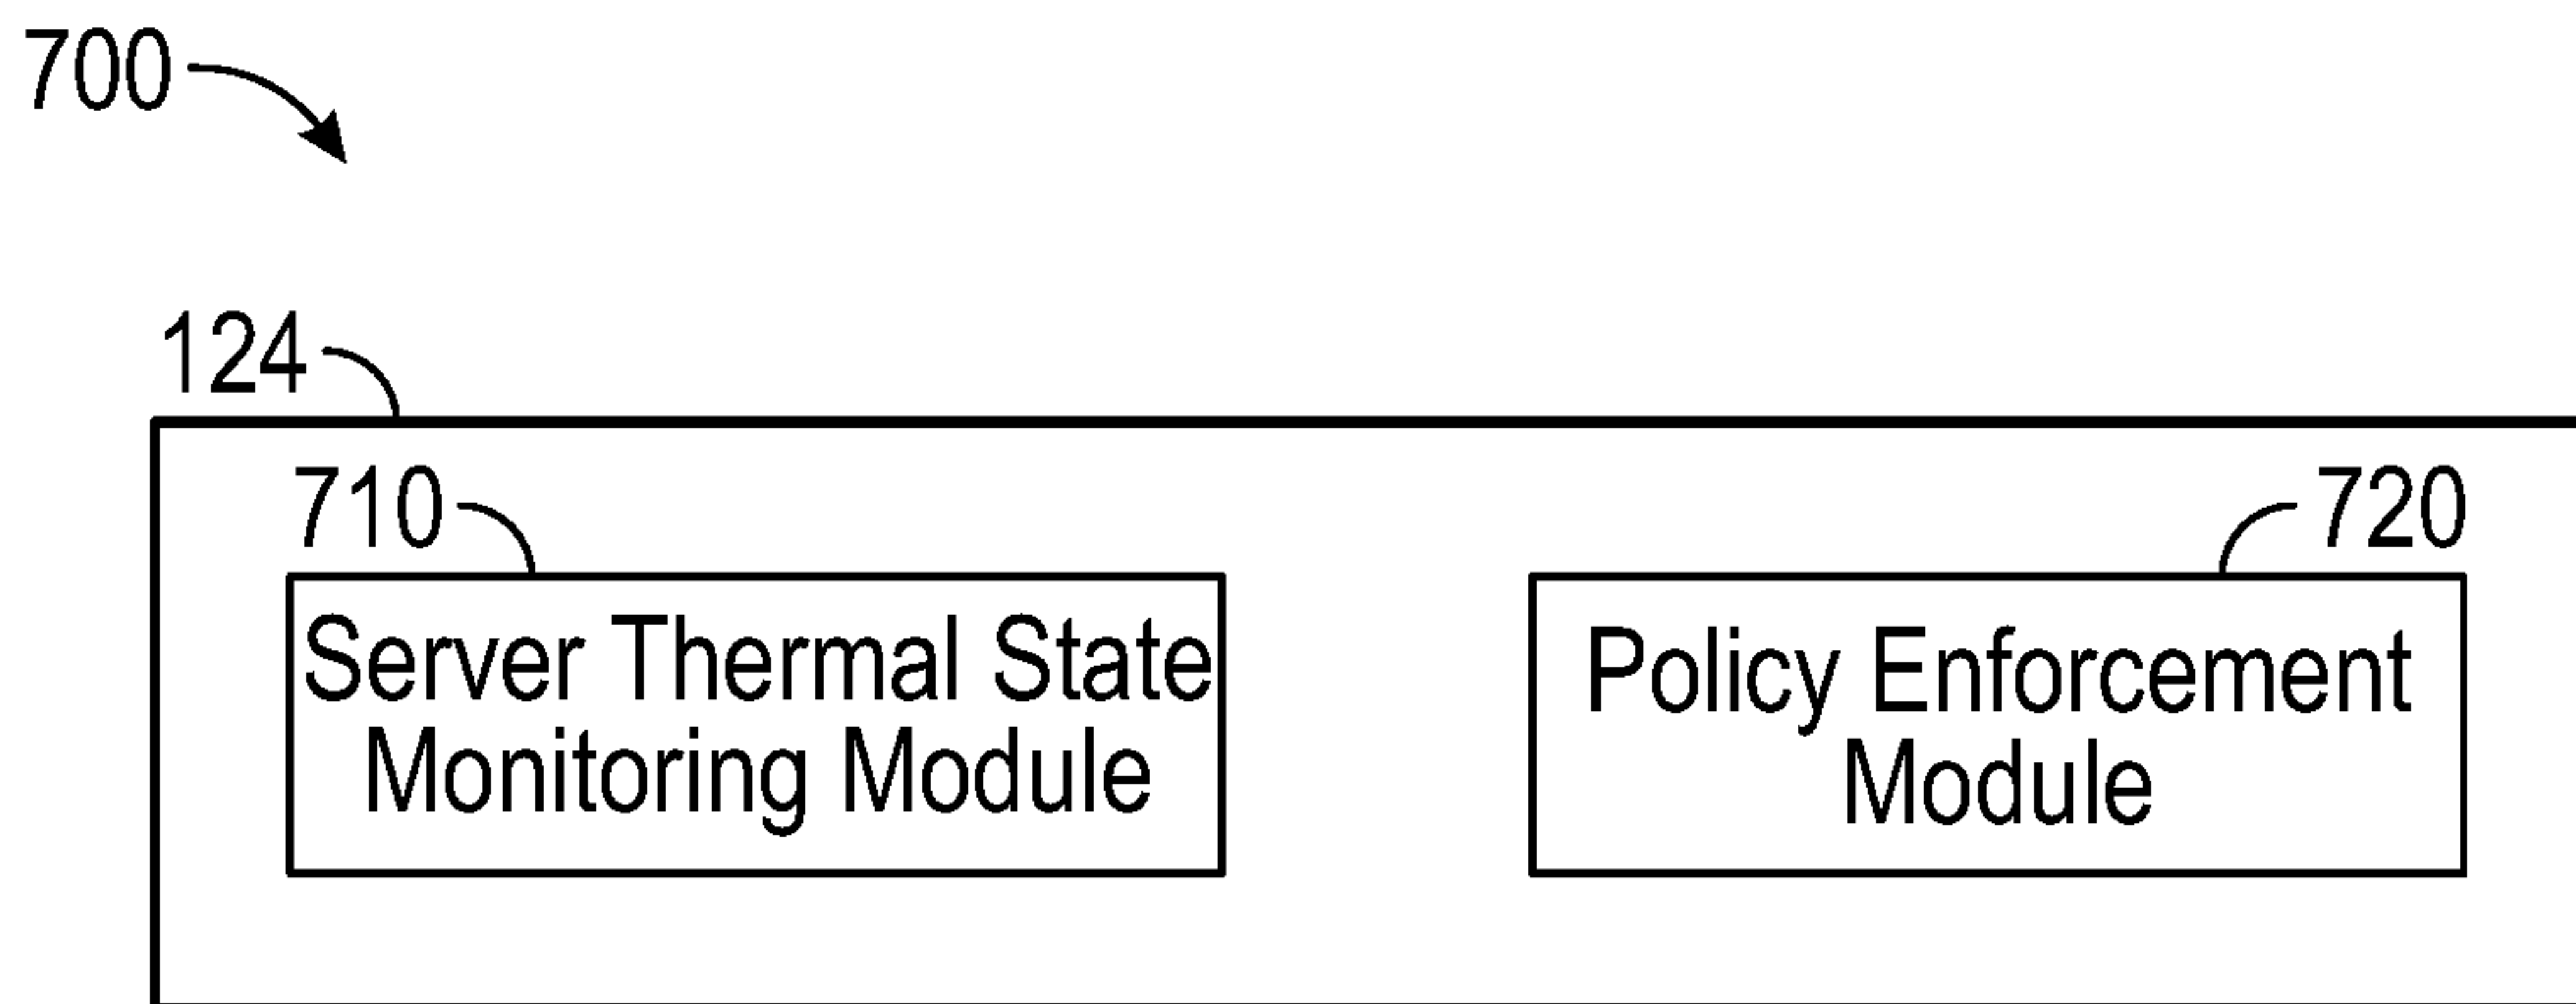 700
124
710
720
Server Thermal State
Monitoring Module
Policy Enforcement
Module